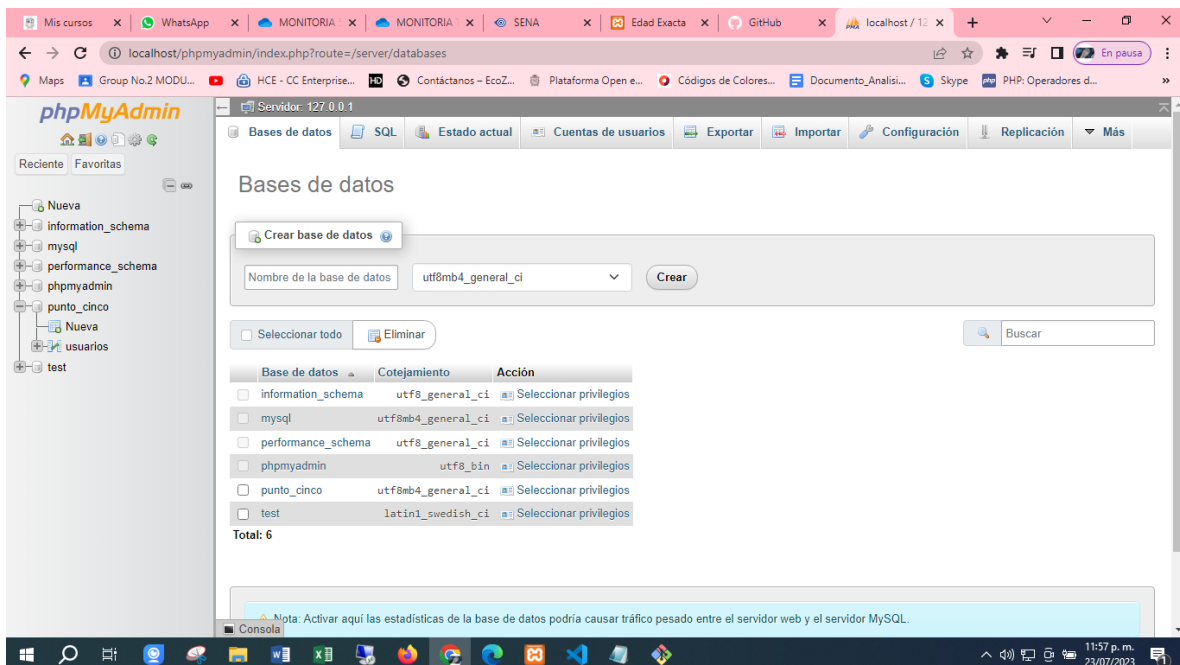 Mis cursos
WhatsApp
MONITORIA
MONITORIA
SENA
Edad Exacta
GitHub
localhost / 12
localhost/phpmyadmin/index.php?route=/server/databases
En pausa
Maps
Group No.2 MODU...
HCE - CC Enterprise...
HD
Contáctanos – EcoZ...
Plataforma Open e...
Códigos de Colores...
Documento_Analisi...
Skype
php
PHP: Operadores d...
»
phpMyAdmin
Reciente Favoritas
Nueva
information_schema
mysql
performance_schema
phpmyadmin
punto_cinco
Nueva
usuarios
test
Servidor: 127.0.0.1
Bases de datos
SQL
Estado actual
Cuentas de usuarios
Exportar
Importar
Configuración
Replicación
Más
Bases de datos
Crear base de datos
Nombre de la base de datos
utf8mb4_general_ci
Crear
Seleccionar todo
Eliminar
Buscar
Base de datos Cotejamiento Acción
information_schema utf8_general_ci Seleccionar privilegios
mysql utf8mb4_general_ci Seleccionar privilegios
performance_schema utf8_general_ci Seleccionar privilegios
phpmyadmin utf8_bin Seleccionar privilegios
punto_cinco utf8mb4_general_ci Seleccionar privilegios
test latin1_swedish_ci Seleccionar privilegios
Total: 6
Nota: Activar aquí las estadísticas de la base de datos podría causar tráfico pesado entre el servidor web y el servidor MySQL.
Consola
11:57 p. m.
23/07/2023